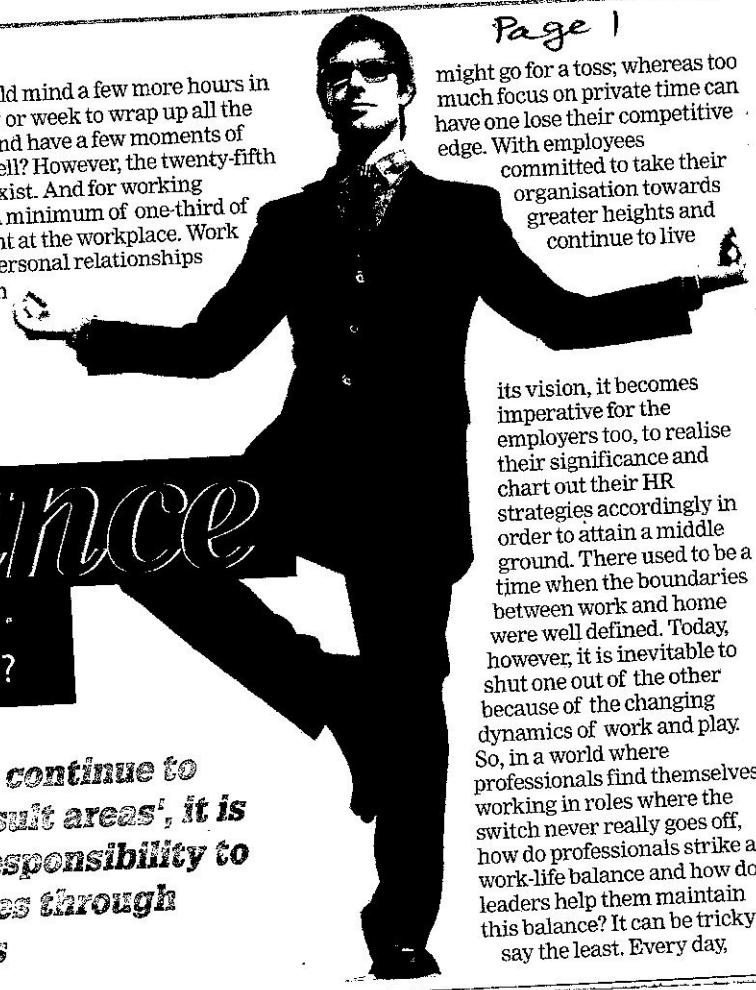 Page 1
ld mind a few more hours in
or week to wrap up all the
nd have a few moments of
ell? However, the twenty-fifth
xist. And for working
minimum of one-third of
nt at the workplace. Work
ersonal relationships
n
might go for a toss; whereas too
much focus on private time can
have one lose their competitive
edge. With employees
committed to take their
organisation towards
greater heights and
continue to live
its vision, it becomes
imperative for the
employers too, to realise
their significance and
chart out their HR
strategies accordingly in
order to attain a middle
ground. There used to be a
time when the boundaries
between work and home
were well defined. Today,
however, it is inevitable to
shut one out of the other
because of the changing
dynamics of work and play.
So, in a world where
professionals find themselves
working in roles where the
switch never really goes off,
how do professionals strike a
work-life balance and how do
leaders help them maintain
this balance? It can be tricky
say the least. Every day,
nce
?
continue to
sult areas', it is
esponsibility to
es through
s